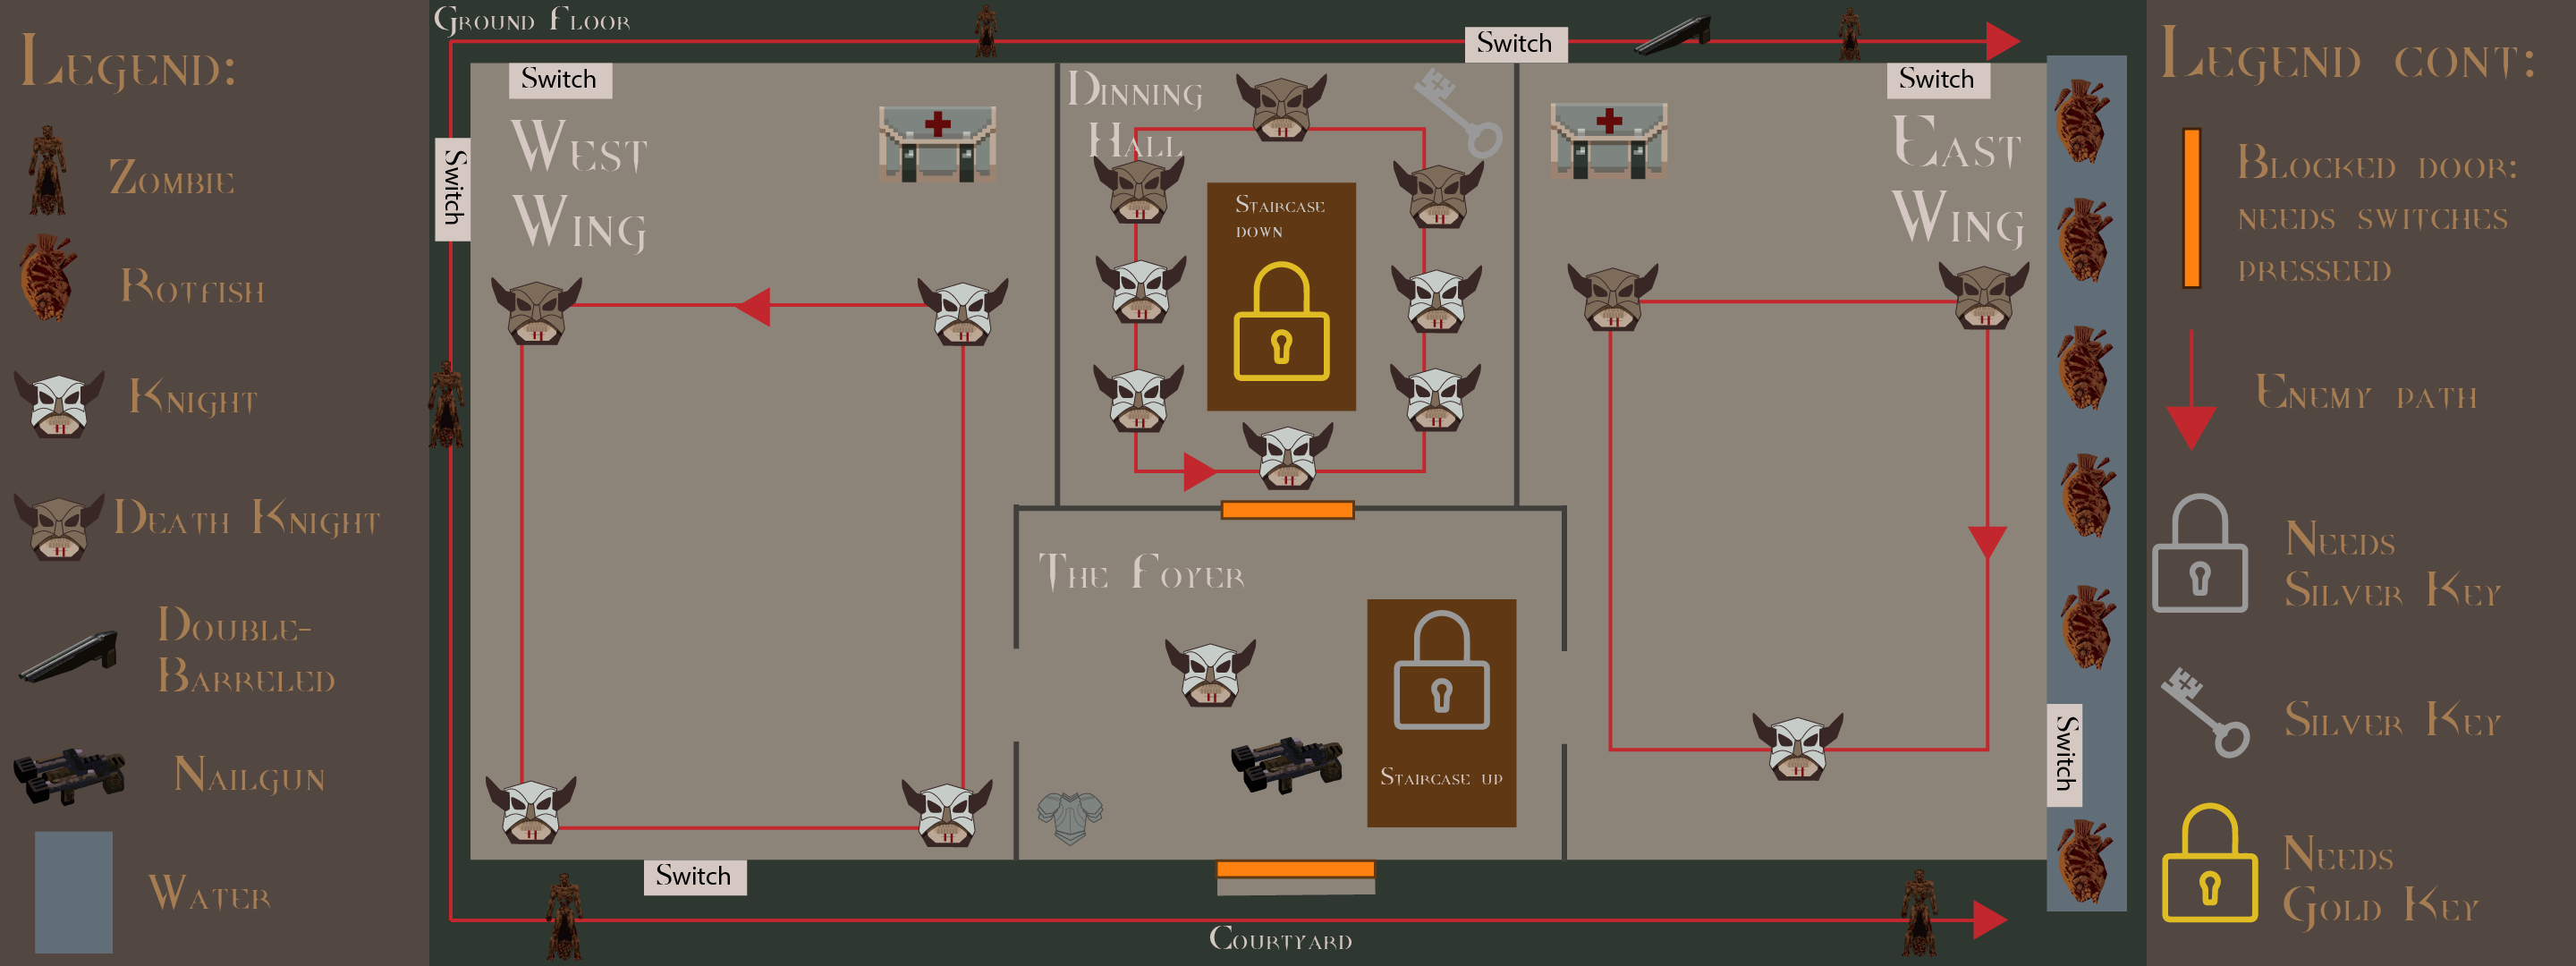 Legend:
Zombie
Rotfish
Knight
Death Knight
Double-
Barreled
Nailgun
Water
Ground Floor
Switch
Switch
Switch
Switch
West
Wing
Dinning
Hall
Staircase
down
East
Wing
The Foyer
Staircase up
Switch
Switch
Courtyard
Legend cont:
Blocked door:
needs switches
presseed
Enemy path
Needs
Silver Key
Silver Key
Needs
Gold Key